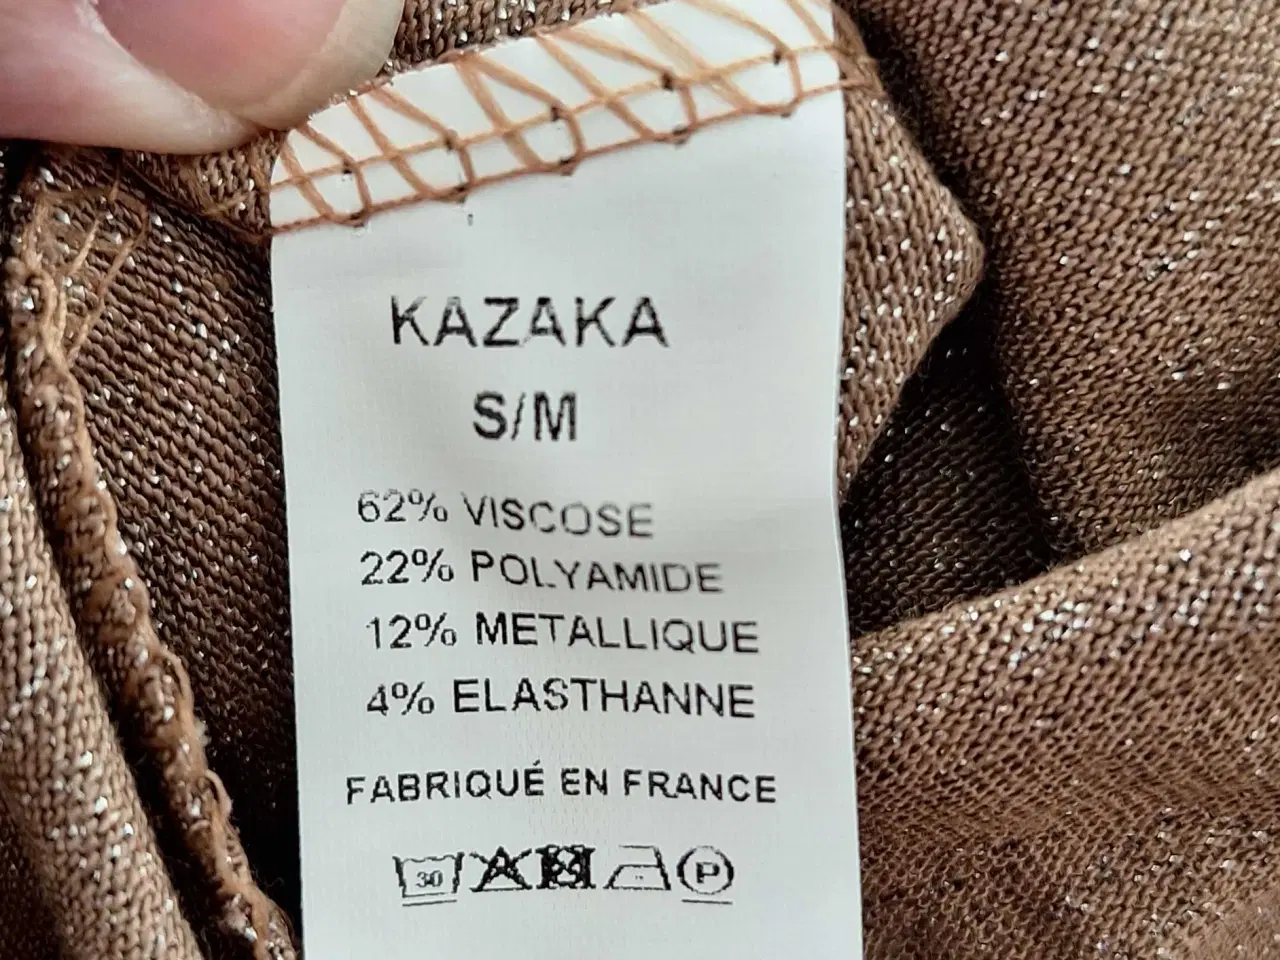 KAZAKA
S/M
62% VISCOSE
22% POLYAMIDE
12% METALLIQUE
4% ELASTHANNE
FABRIQUÉ EN FRANCE
30 P